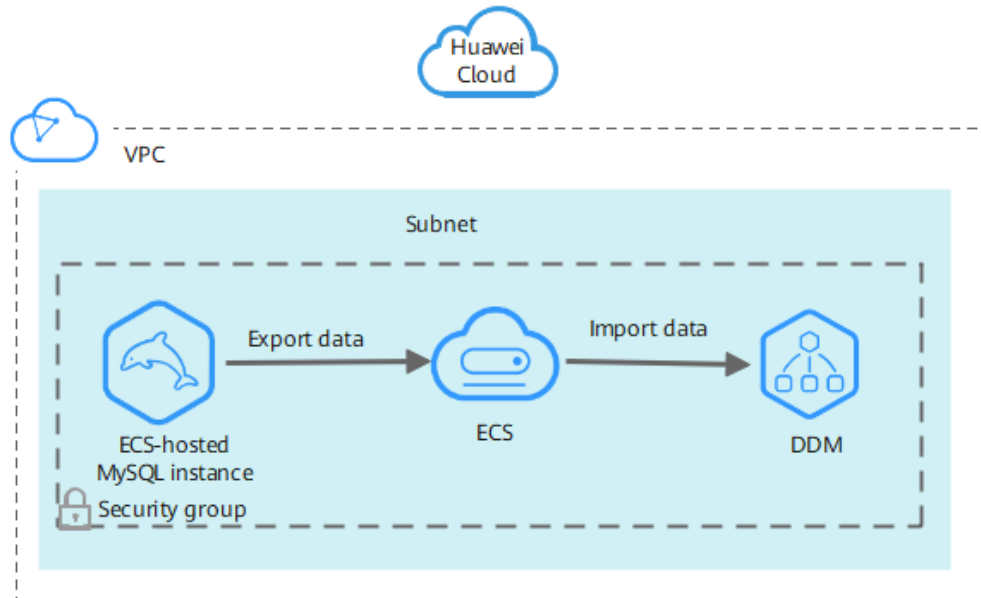 Huawei
Cloud
VPC
Subnet
Export data
Import data
ECS-hosted
MySQL instance
ECS
DDM
Security group